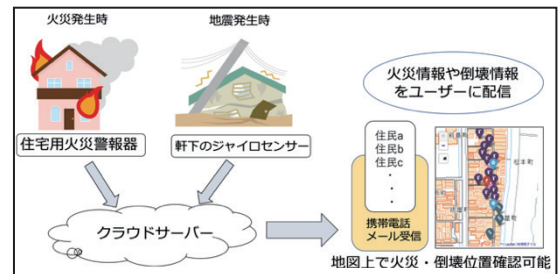 火災発生時
地震発生時
火災情報や倒壊情報
をユーザーに配信
住宅用火災警報器
軒下のジャイロセンサー
住民a
住民b
住民c
・
・
・
松本町
クラウドサーバー
携帯電話
メール受信
地図上で火災・倒壊位置確認可能